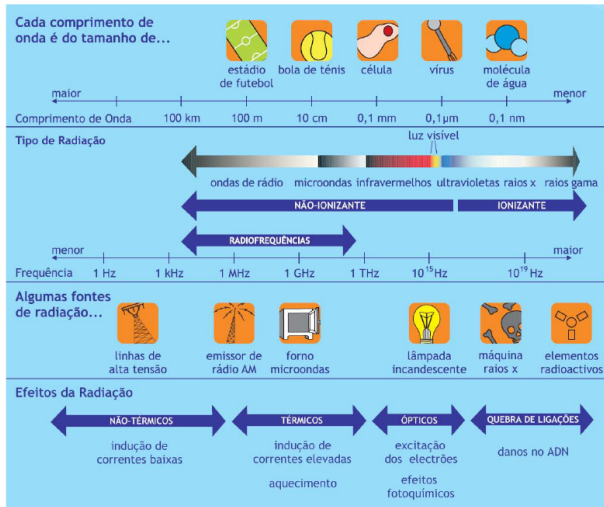 Cada comprimento de
onda é do tamanho de...
estádio
de futebol
bola de ténis
célula
vírus
molécula
de água
maior
menor
Comprimento de Onda
100 km
100 m
10 cm
0,1 mm
0,1µm
0,1 nm
Tipo de Radiação
luz visível
ondas de rádio
microondas
infravermelhos
ultravioletas
raios x
raios gama
NÃO-IONIZANTE
IONIZANTE
RADIOFREQUÊNCIAS
menor
maior
Frequência
1 Hz
1 kHz
1 MHz
1 GHz
1 THz
10¹⁵Hz
10¹⁹Hz
Algumas fontes
de radiação...
linhas de
alta tensão
emissor de
rádio AM
forno
microondas
lâmpada
incandescente
máquina
raios x
elementos
radioactivos
Efeitos da Radiação
NÃO-TÉRMICOS
TÉRMICOS
ÓPTICOS
QUEBRA DE LIGAÇÕES
indução de
correntes baixas
indução de
correntes elevadas
aquecimento
excitação
dos electrões
efeitos
fotoquímicos
danos no ADN